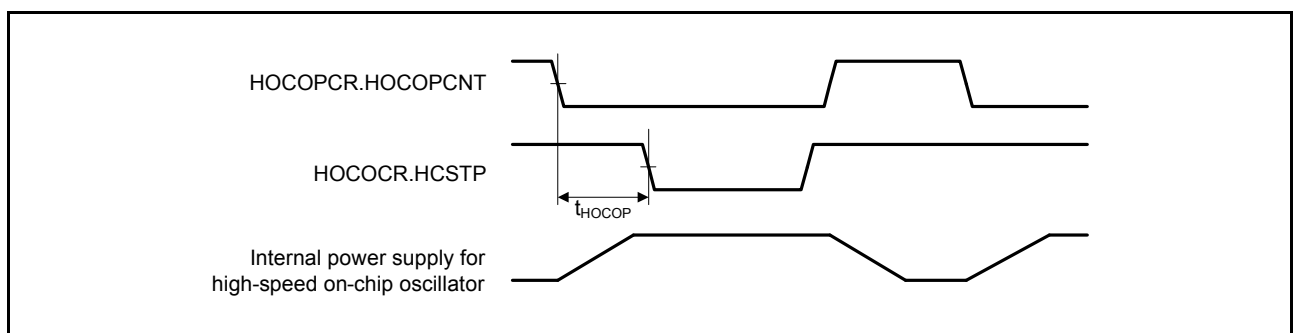 HOCOPCR.HOCOPCNT
HOCOCR.HCSTP
tHOCOP
Internal power supply for
high-speed on-chip oscillator